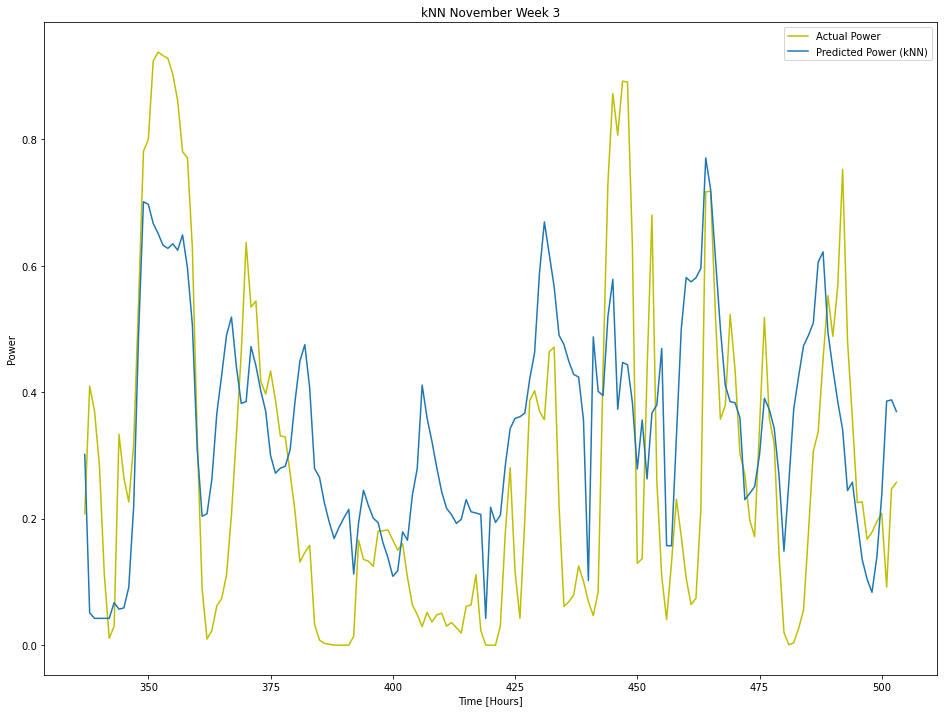 kNN November Week 3
Actual Power
Predicted Power (kNN)
Power
0.8
0.6
0.4
0.2
0.0
350 375 400 425 450 475 500
Time [Hours]